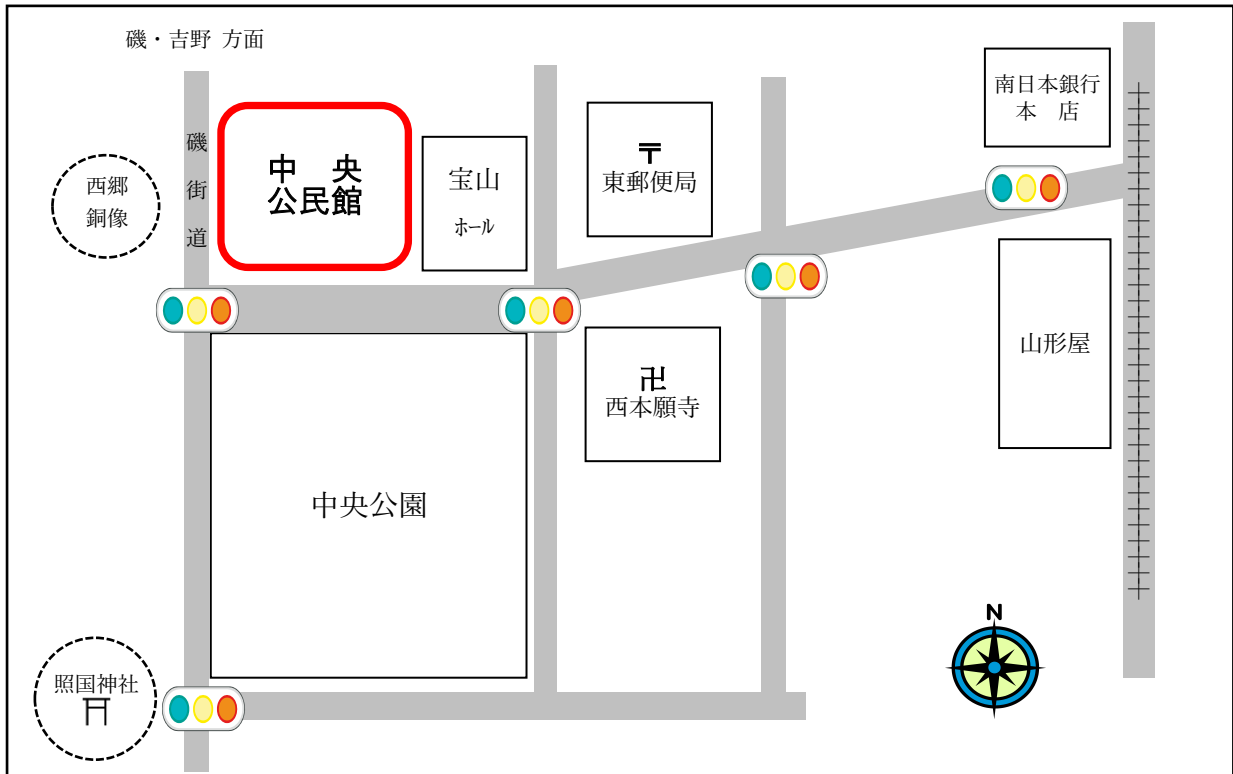 磯・吉野 方面
磯街道
西郷
銅像
中 央
公民館
宝山
ホール
〒
東郵便局
南日本銀行
本 店
卍
西本願寺
山形屋
中央公園
照国神社
N